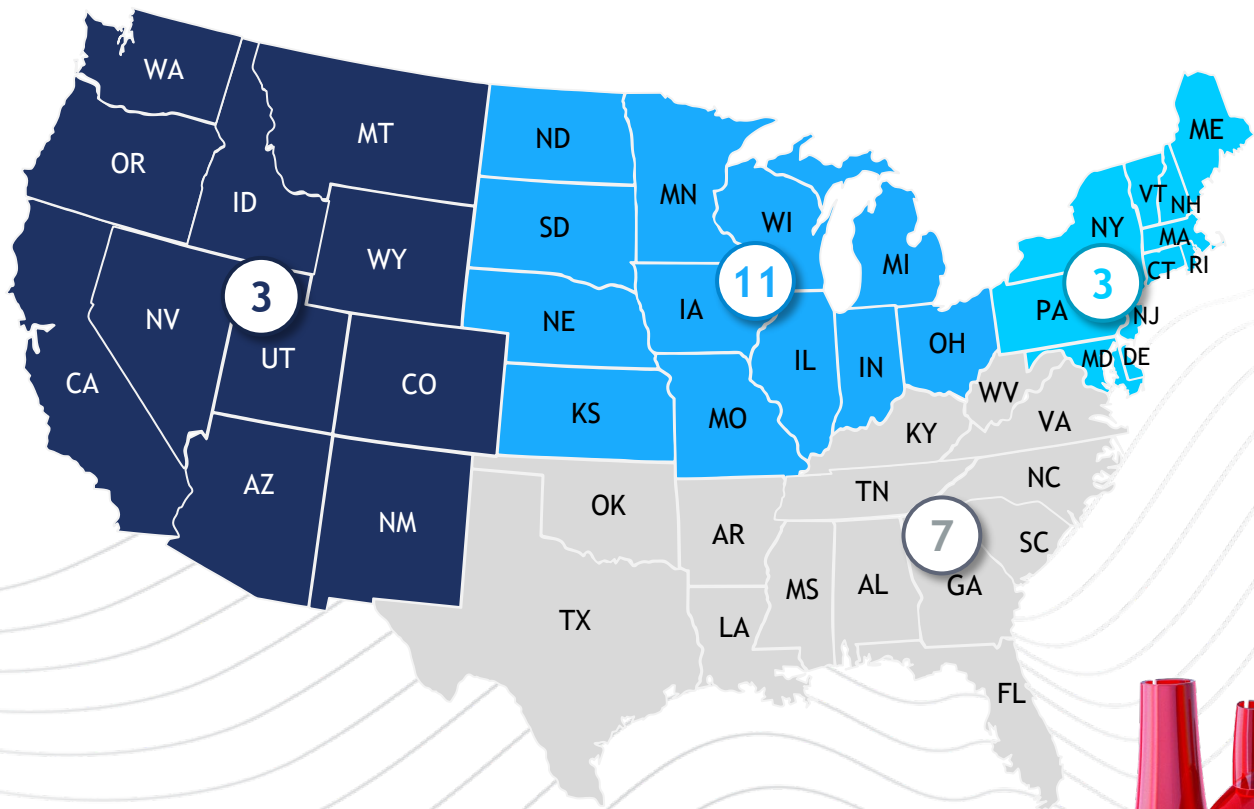 WA
OR
ID
MT
WY
CA
NV
UT
CO
AZ
NM
3
ND
SD
NE
KS
MN
IA
MO
WI
IL
MI
IN
OH
11
ME
VT
NH
NY
MA
CT
RI
PA
NJ
MD
DE
3
WV
VA
KY
NC
TN
SC
OK
AR
TX
LA
MS
AL
GA
FL
7